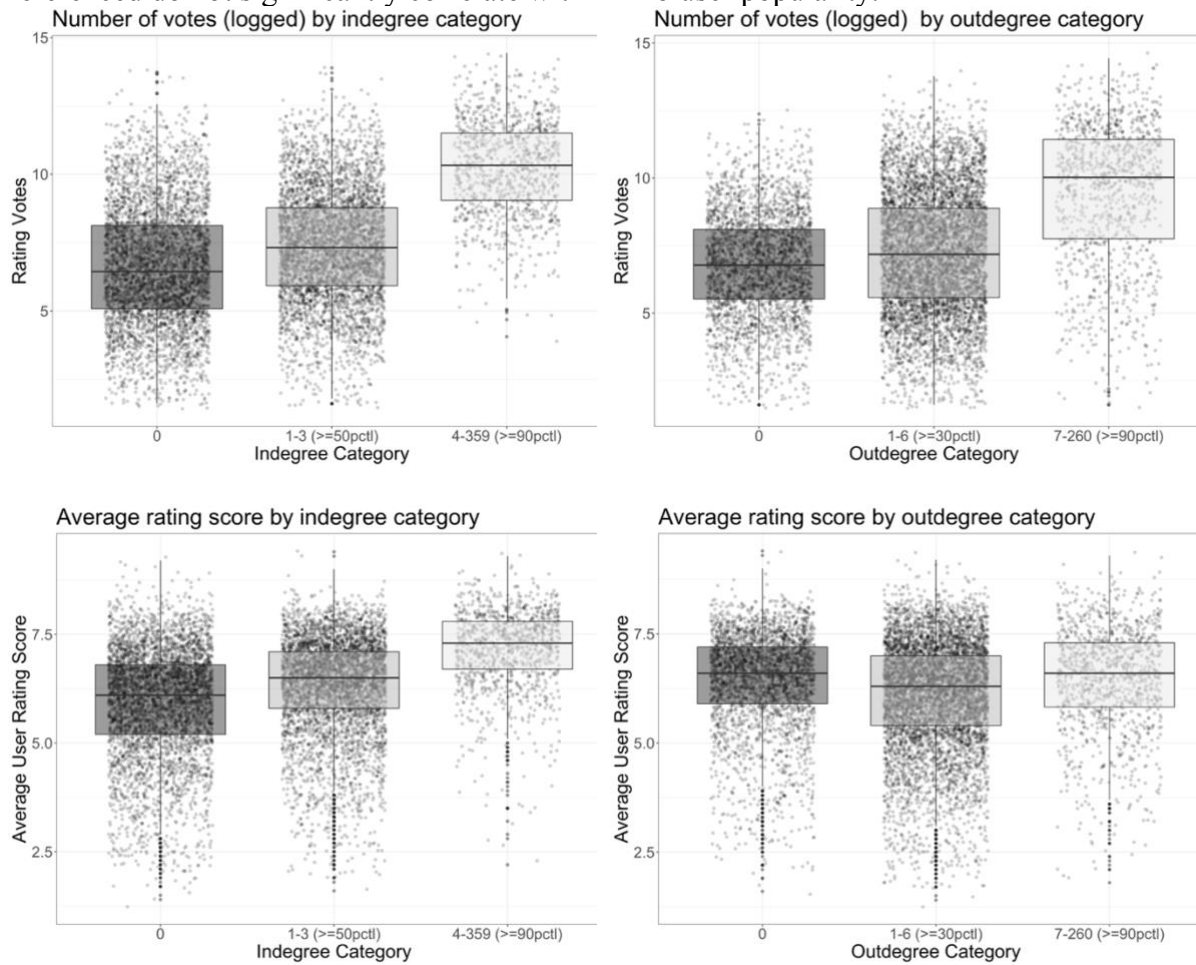 Number of votes (logged) by indegree category
Number of votes (logged) by outdegree category
15
10
5
Rating Votes
0
1-3 (>=50pctl)
4-359 (>=90pctl)
Indegree Category
15
10
5
Rating Votes
0
1-6 (>=30pctl)
7-260 (>=90pctl)
Outdegree Category
Average rating score by indegree category
Average rating score by outdegree category
7.5
5.0
2.5
Average User Rating Score
0
1-3 (>=50pctl)
4-359 (>=90pctl)
Indegree Category
7.5
5.0
2.5
Average User Rating Score
0
1-6 (>=30pctl)
7-260 (>=90pctl)
Outdegree Category